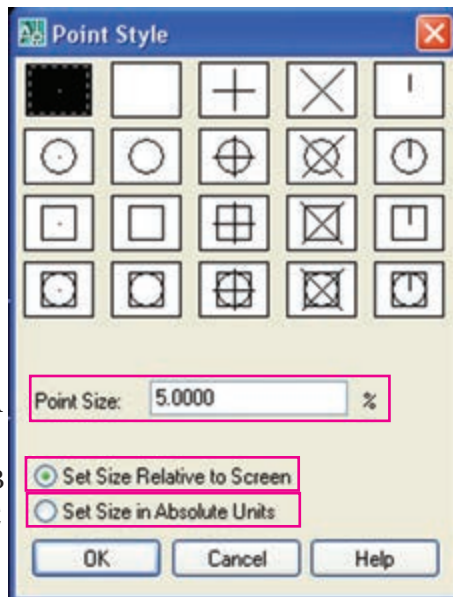 Point Style
Point Size: 5.0000 %
Set Size Relative to Screen
Set Size in Absolute Units
OK Cancel Help